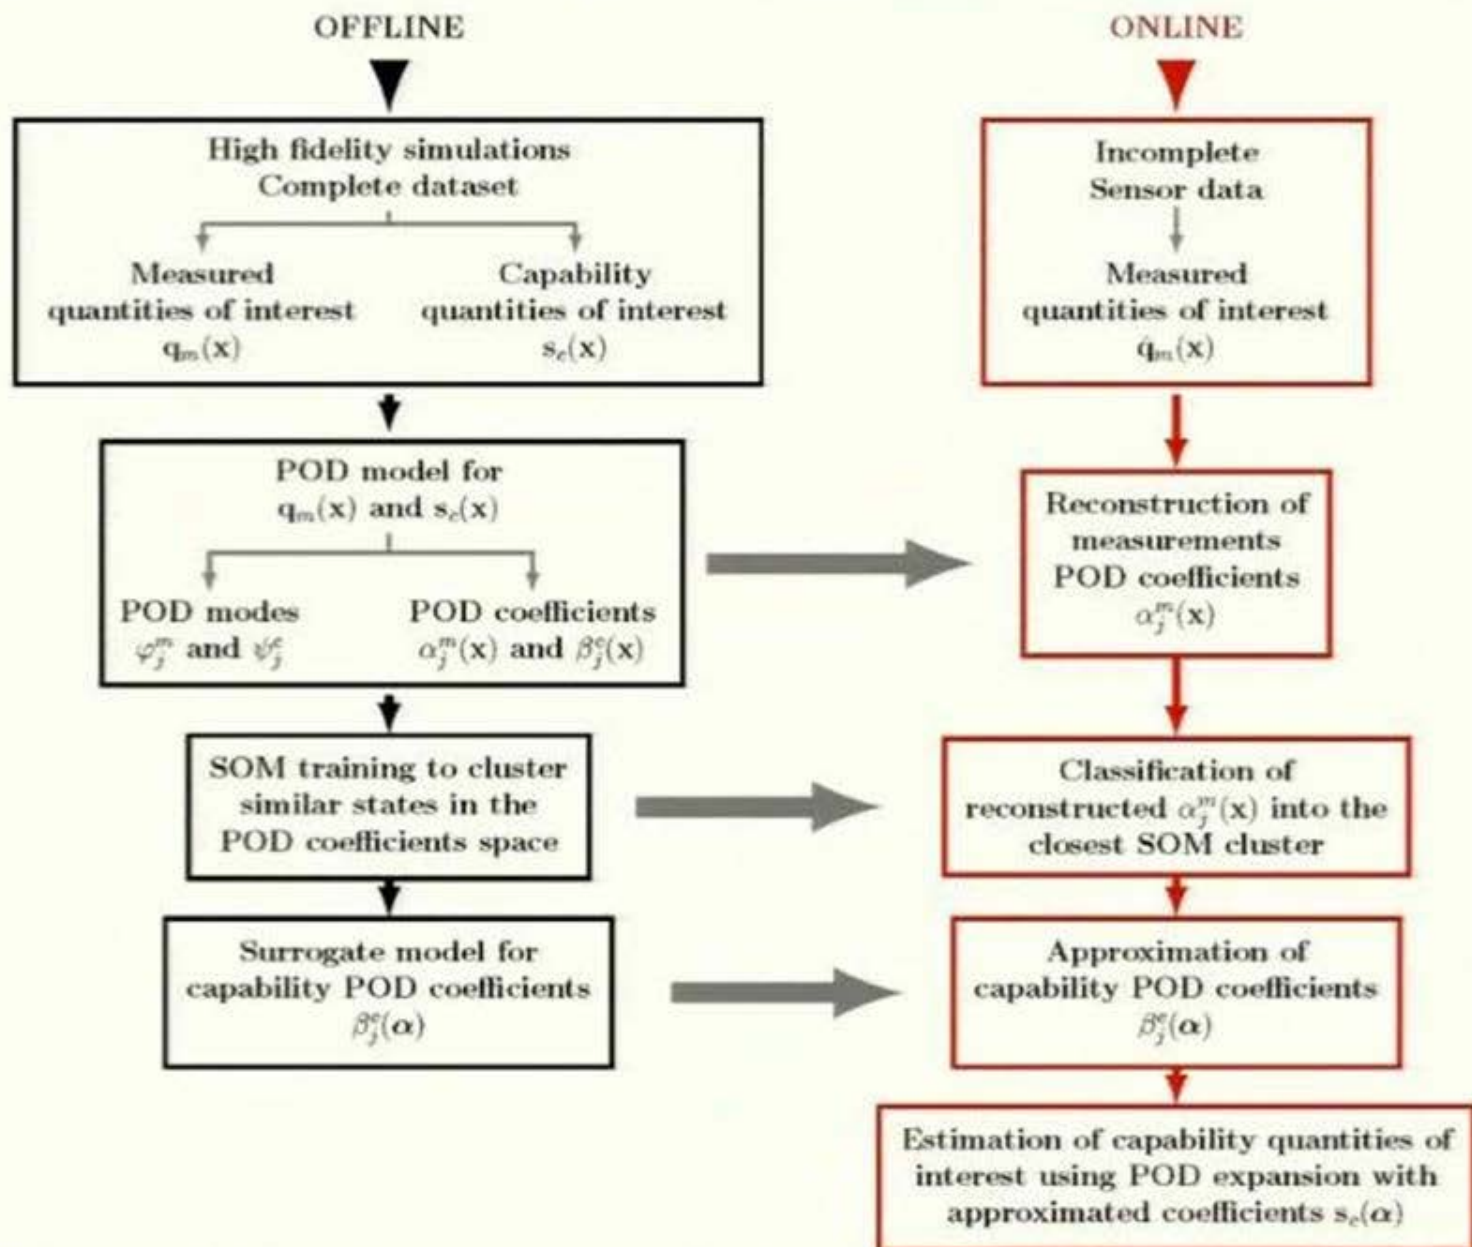 OFFLINE
High fidelity simulations
Complete dataset
Measured
quantities of interest
qₘ(x)
Capability
quantities of interest
s_c(x)
POD model for
qₘ(x) and s_c(x)
POD modes
φⱼᵐ and ψⱼᶜ
POD coefficients
αⱼᵐ(x) and βⱼᶜ(x)
SOM training to cluster
similar states in the
POD coefficients space
Surrogate model for
capability POD coefficients
βⱼᶜ(α)
ONLINE
Incomplete
Sensor data
Measured
quantities of interest
q̂ₘ(x)
Reconstruction of
measurements
POD coefficients
αⱼᵐ(x)
Classification of
reconstructed αⱼᵐ(x) into the
closest SOM cluster
Approximation of
capability POD coefficients
βⱼᶜ(α)
Estimation of capability quantities of
interest using POD expansion with
approximated coefficients s_c(α)